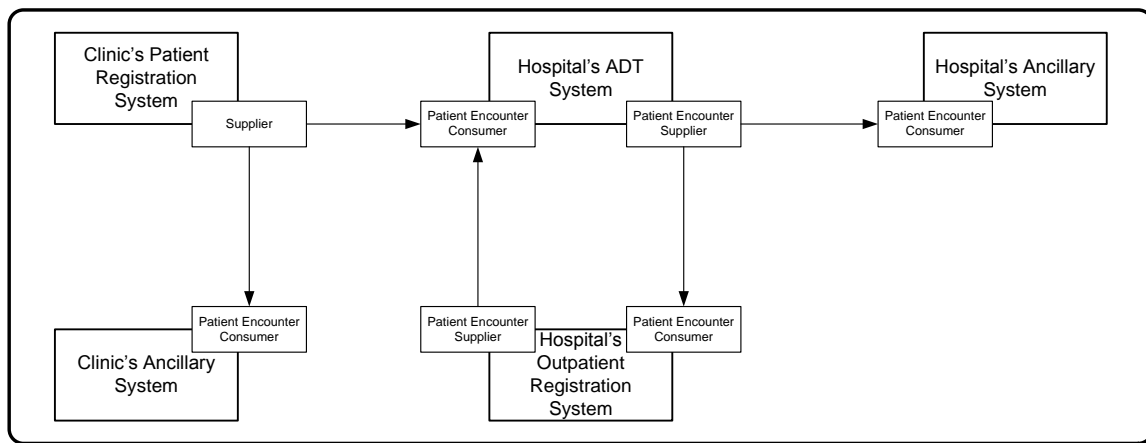 Clinic's Patient
Registration
System
Supplier
Hospital's ADT
System
Patient Encounter
Consumer
Patient Encounter
Supplier
Hospital's Ancillary
System
Patient Encounter
Consumer
Patient Encounter
Consumer
Clinic's Ancillary
System
Patient Encounter
Supplier
Patient Encounter
Consumer
Hospital's
Outpatient
Registration
System